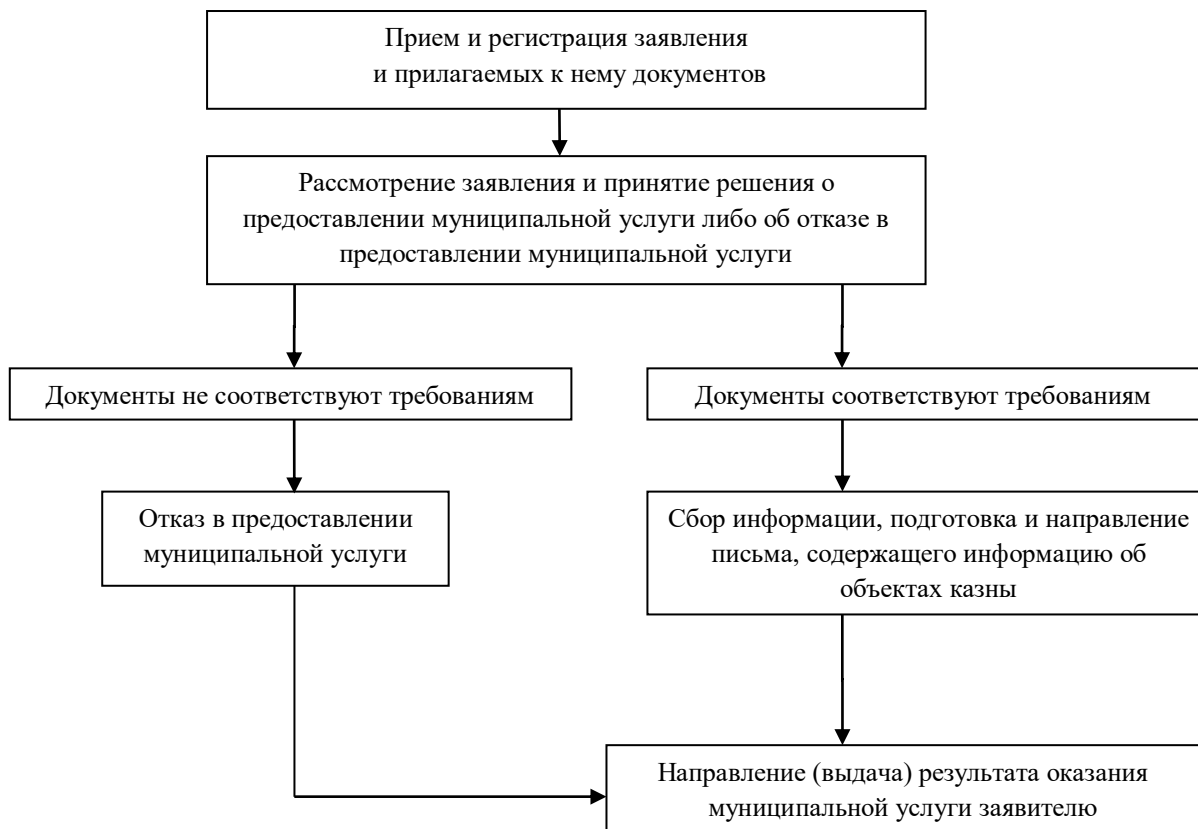 Прием и регистрация заявления
и прилагаемых к нему документов
Рассмотрение заявления и принятие решения о
предоставлении муниципальной услуги либо об отказе в
предоставлении муниципальной услуги
Документы не соответствуют требованиям
Документы соответствуют требованиям
Отказ в предоставлении
муниципальной услуги
Сбор информации, подготовка и направление
письма, содержащего информацию об
объектах казны
Направление (выдача) результата оказания
муниципальной услуги заявителю